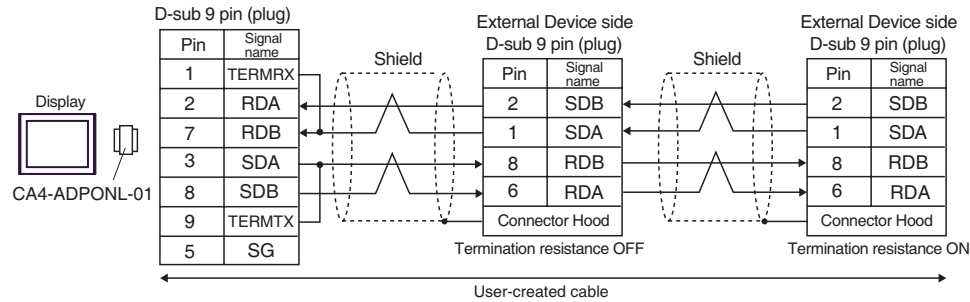 D-sub 9 pin (plug)
Pin Signal name
1 TERMRX
2 RDA
7 RDB
3 SDA
8 SDB
9 TERMTX
5 SG
Display
CA4-ADPONL-01
Shield
External Device side
D-sub 9 pin (plug)
Pin Signal name
2 SDB
1 SDA
8 RDB
6 RDA
Connector Hood
Termination resistance OFF
Shield
External Device side
D-sub 9 pin (plug)
Pin Signal name
2 SDB
1 SDA
8 RDB
6 RDA
Connector Hood
Termination resistance ON
User-created cable